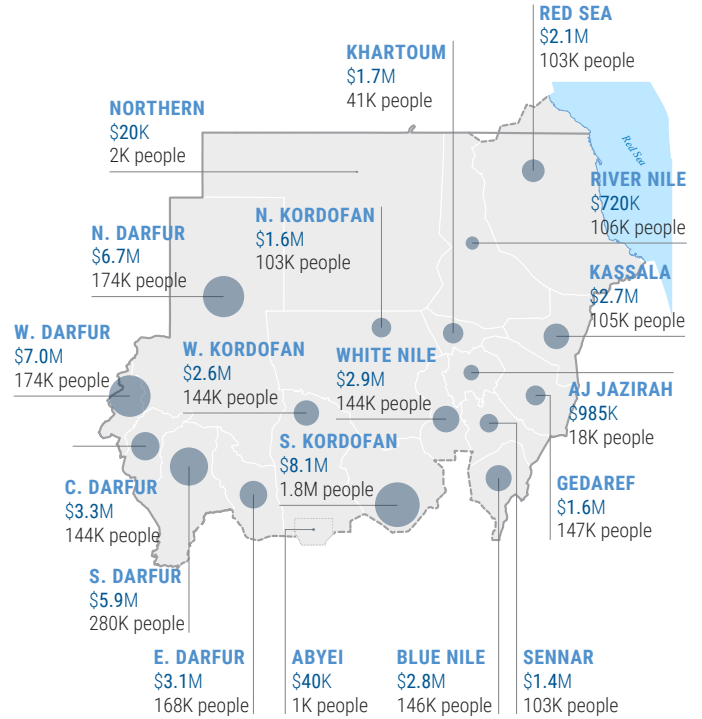 RED SEA
$2.1M
103K people
KHARTOUM
$1.7M
41K people
NORTHERN
$20K
2K people
Red Sea
RIVER NILE
$720K
106K people
N. KORDOFAN
$1.6M
103K people
N. DARFUR
$6.7M
174K people
KASSALA
$2.7M
105K people
W. DARFUR
$7.0M
174K people
W. KORDOFAN
$2.6M
144K people
WHITE NILE
$2.9M
144K people
AJ JAZIRAH
$985K
18K people
S. KORDOFAN
$8.1M
1.8M people
C. DARFUR
$3.3M
144K people
GEDAREF
$1.6M
147K people
S. DARFUR
$5.9M
280K people
E. DARFUR
$3.1M
168K people
ABYEI
$40K
1K people
BLUE NILE
$2.8M
146K people
SENNAR
$1.4M
103K people